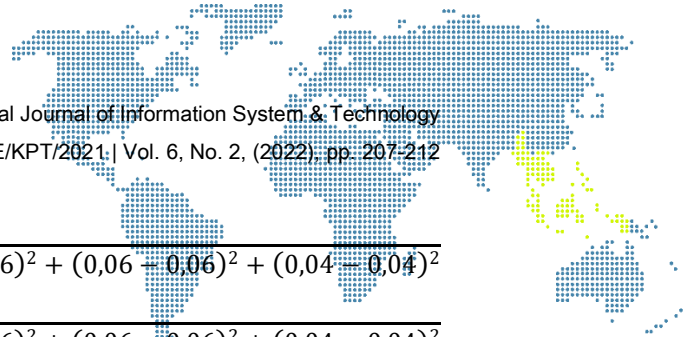 al Journal of Information System & Technology
E/KPT/2021 | Vol. 6, No. 2, (2022), pp. 207-212
6)² + (0,06 − 0,06)² + (0,04 − 0,04)²
6)² + (0,06 − 0,06)² + (0,04 − 0,04)²